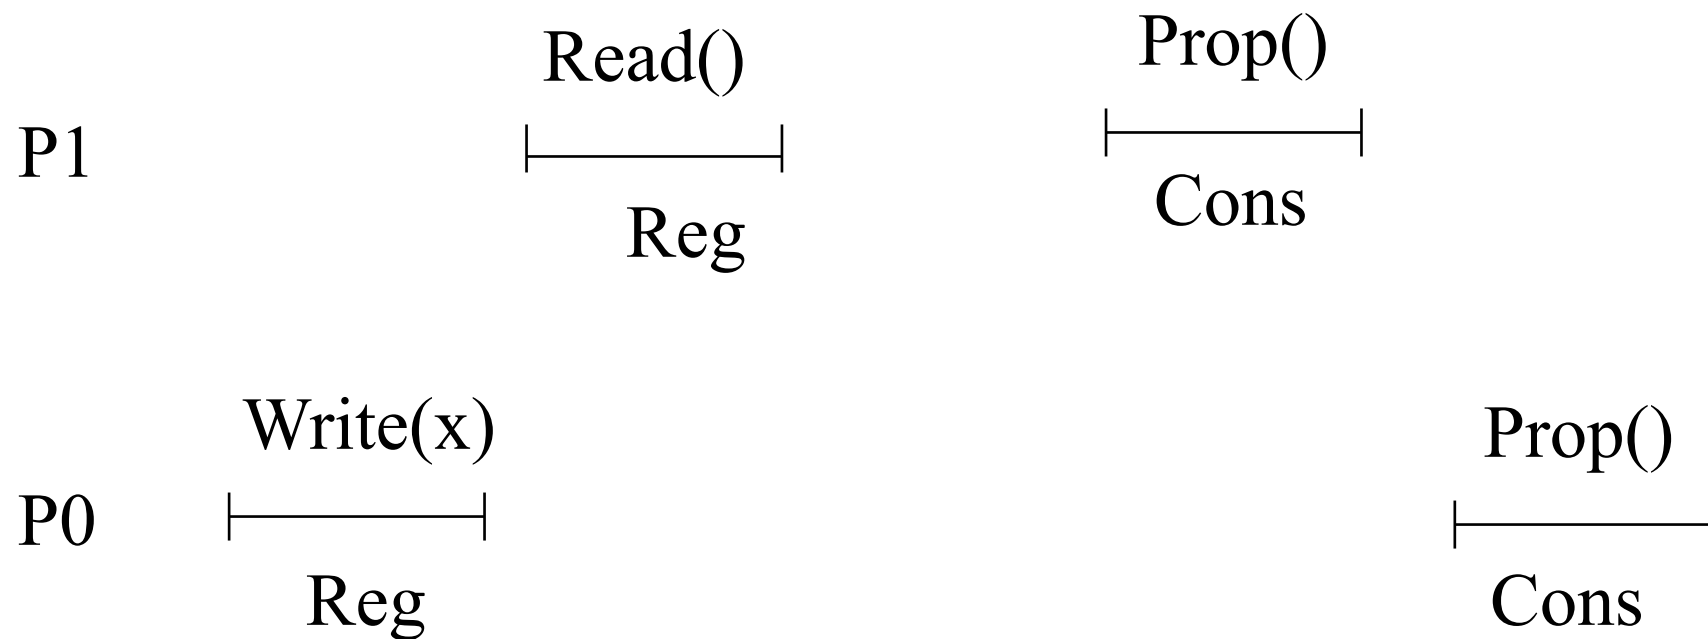 Read() Prop()
P1
Reg Cons
Write(x) Prop()
P0
Reg Cons